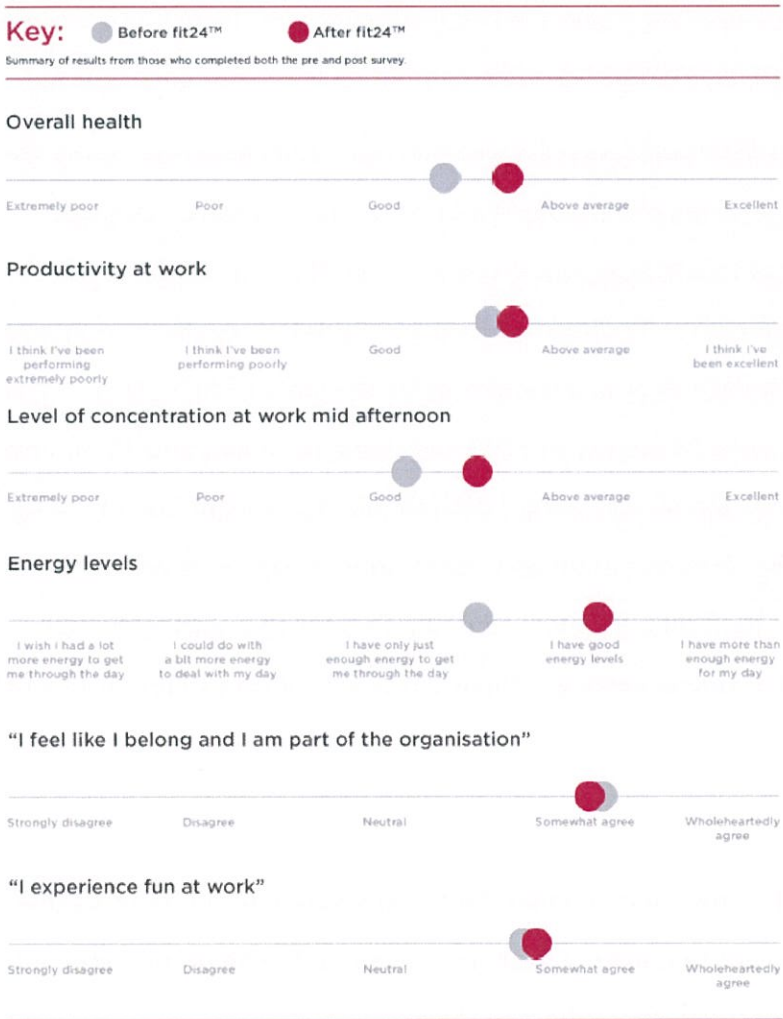 Key: Before fit24™ After fit24™
Summary of results from those who completed both the pre and post survey.
Overall health
Extremely poor Poor Good Above average Excellent
Productivity at work
I think I've been I think I've been Good Above average I think I've
performing performing poorly been excellent
extremely poorly
Level of concentration at work mid afternoon
Extremely poor Poor Good Above average Excellent
Energy levels
I wish I had a lot I could do with I have only just I have good I have more than
more energy to get a bit more energy enough energy to get energy levels enough energy
me through the day to deal with my day me through the day for my day
“I feel like I belong and I am part of the organisation”
Strongly disagree Disagree Neutral Somewhat agree Wholeheartedly
agree
“I experience fun at work”
Strongly disagree Disagree Neutral Somewhat agree Wholeheartedly
agree